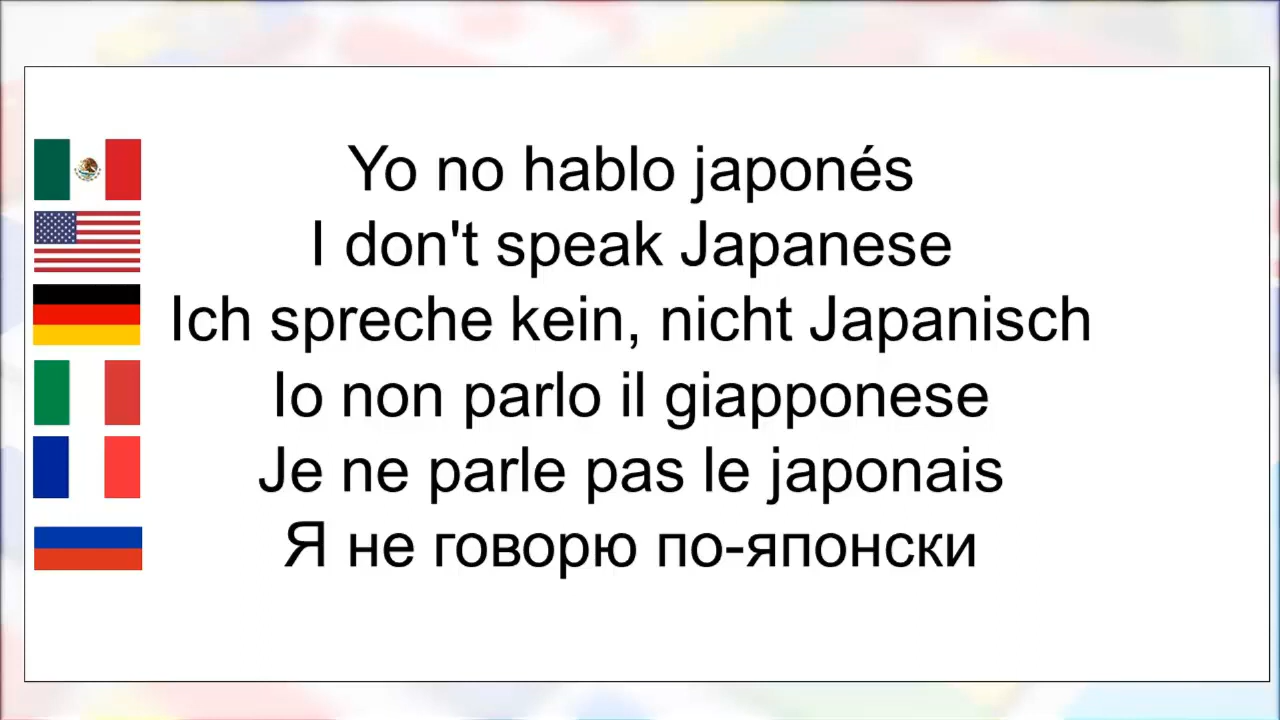 Yo no hablo japonés
I don't speak Japanese
Ich spreche kein, nicht Japanisch
Io non parlo il giapponese
Je ne parle pas le japonais
Я не говорю по-японски